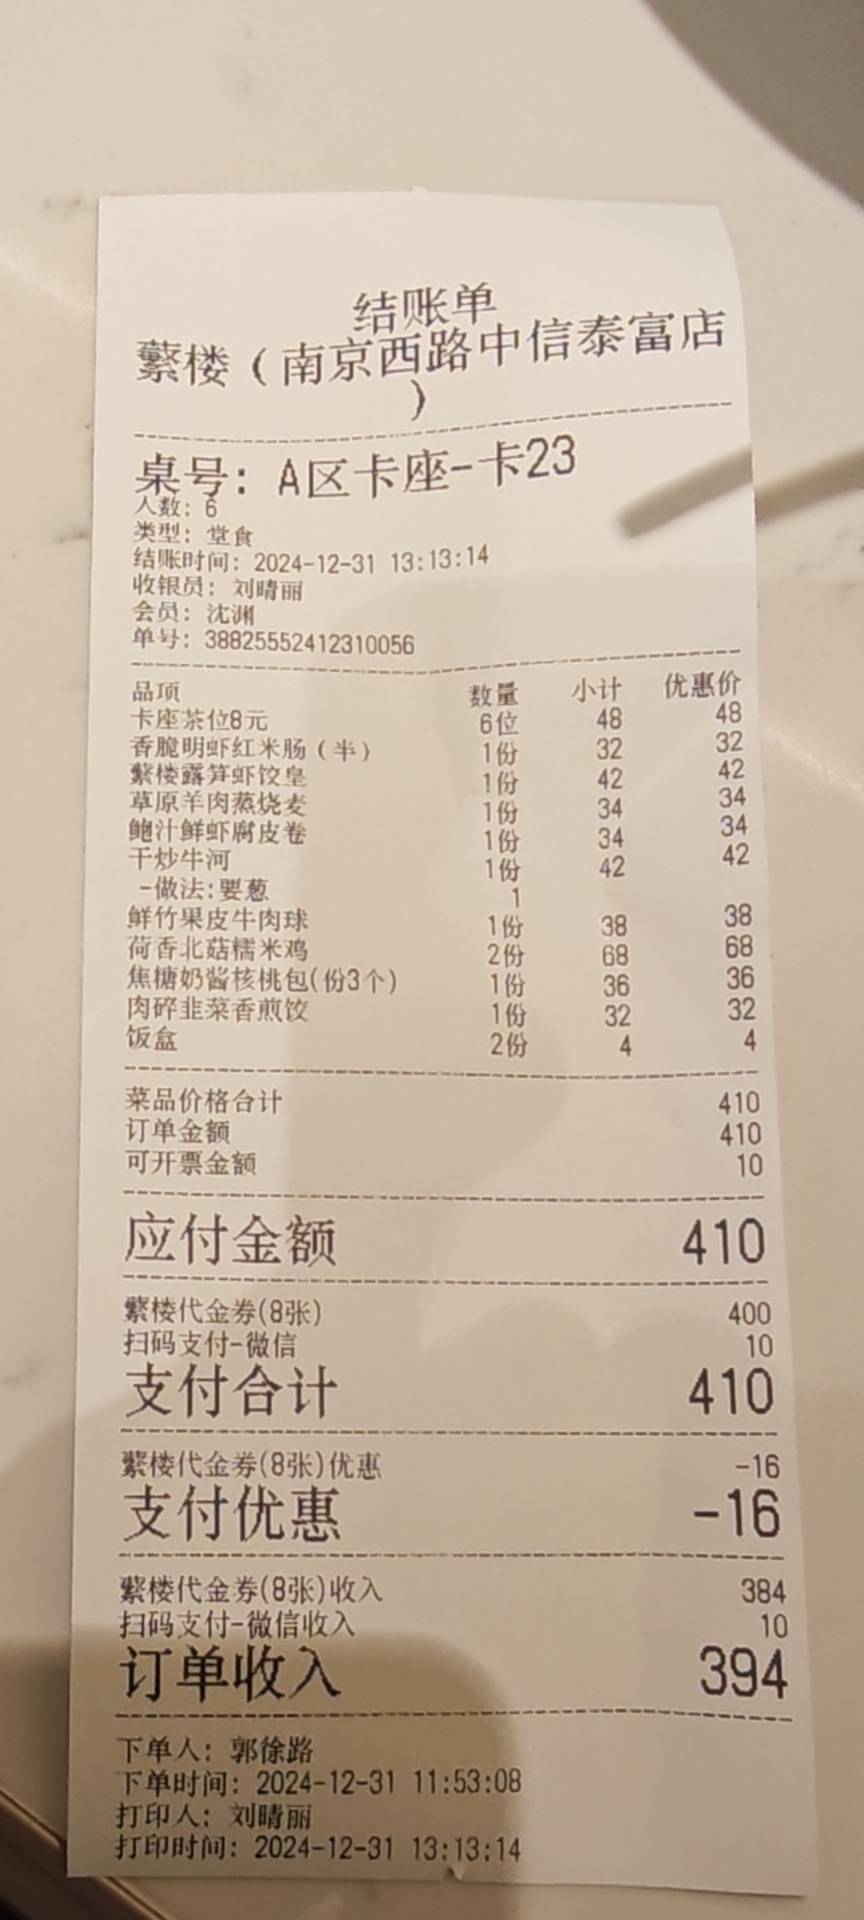 结账单
蘩楼（南京西路中信泰富店
）
桌号: A区卡座-卡23
人数: 6
类型: 堂食
结账时间: 2024-12-31 13:13:14
收银员: 刘晴丽
会员: 沈渊
单号: 38825552412310056
品项 数量 小计 优惠价
卡座茶位8元 6位 48 48
香脆明虾红米肠（半） 1份 32 32
蘩楼露笋虾饺皇 1份 42 42
草原羊肉蒸烧麦 1份 34 34
鲍汁鲜虾腐皮卷 1份 34 34
干炒牛河 1份 42 42
-做法:要葱 1
鲜竹果皮牛肉球 1份 38 38
荷香北菇糯米鸡 2份 68 68
焦糖奶酱核桃包(份3个) 1份 36 36
肉碎韭菜香煎饺 1份 32 32
饭盒 2份 4 4
菜品价格合计 410
订单金额 410
可开票金额 10
应付金额 410
蘩楼代金券(8张) 400
扫码支付-微信 10
支付合计 410
蘩楼代金券(8张)优惠 -16
支付优惠 -16
蘩楼代金券(8张)收入 384
扫码支付-微信收入 10
订单收入 394
下单人: 郭徐路
下单时间: 2024-12-31 11:53:08
打印人: 刘晴丽
打印时间: 2024-12-31 13:13:14